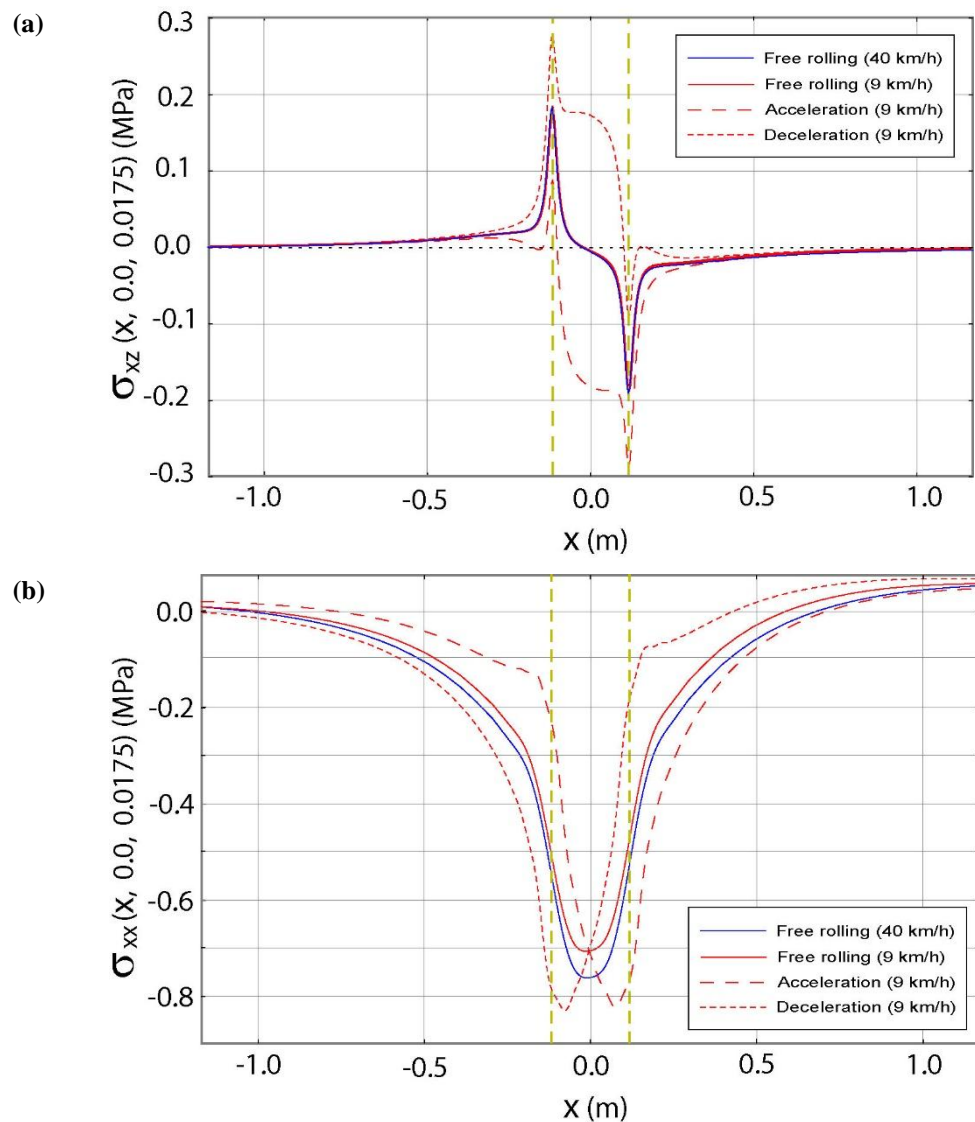 (a)
0.3
0.2
0.1
0.0
-0.1
-0.2
-0.3
σxz (x, 0.0, 0.0175) (MPa)
Free rolling (40 km/h)
Free rolling (9 km/h)
Acceleration (9 km/h)
Deceleration (9 km/h)
-1.0 -0.5 0.0 0.5 1.0
x (m)
(b)
0.0
-0.2
-0.4
-0.6
-0.8
σxx (x, 0.0, 0.0175) (MPa)
Free rolling (40 km/h)
Free rolling (9 km/h)
Acceleration (9 km/h)
Deceleration (9 km/h)
-1.0 -0.5 0.0 0.5 1.0
x (m)